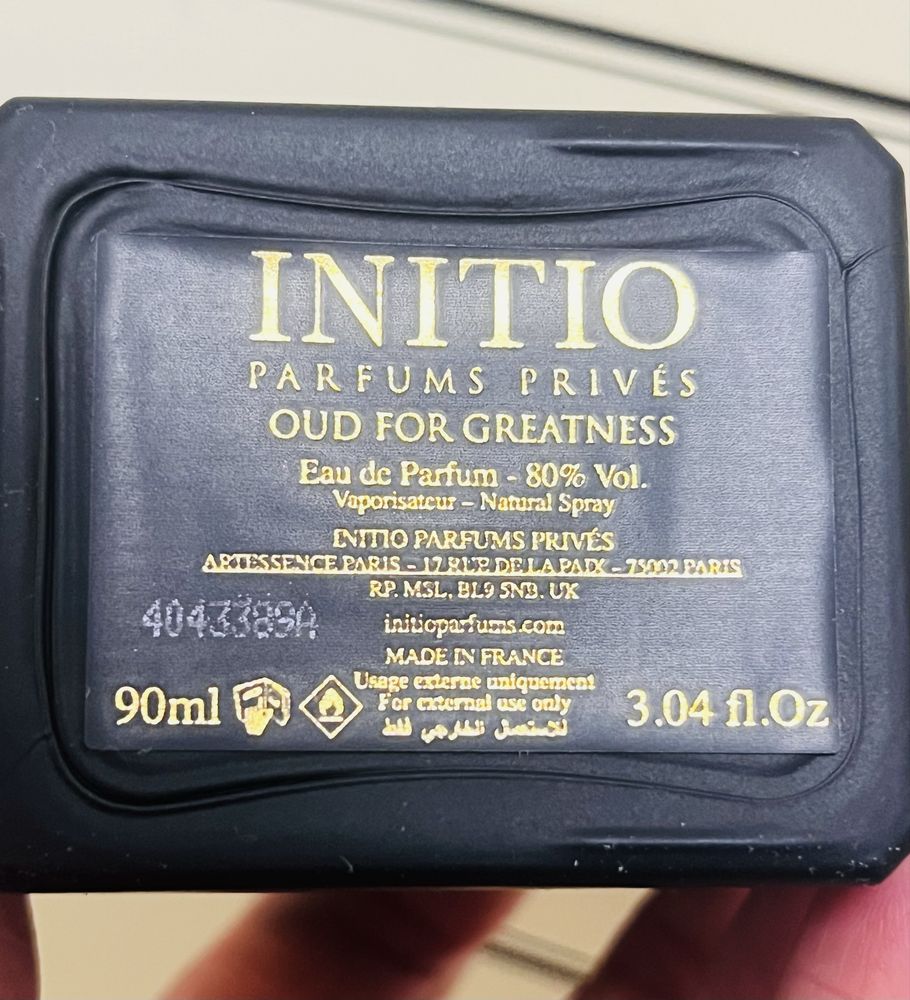 INITIO
PARFUMS PRIVÉS
OUD FOR GREATNESS
Eau de Parfum - 80% Vol.
Vaporisateur – Natural Spray
INITIO PARFUMS PRIVÉS
ARTESSENCE PARIS - 17 RUE DE LA PAIX - 75002 PARIS
RP. MSL, BL9 5NB. UK
initioparfums.com
MADE IN FRANCE
Usage externe uniquement
For external use only
للإستعمال الخارجي فقط
90ml
3.04 fl.Oz